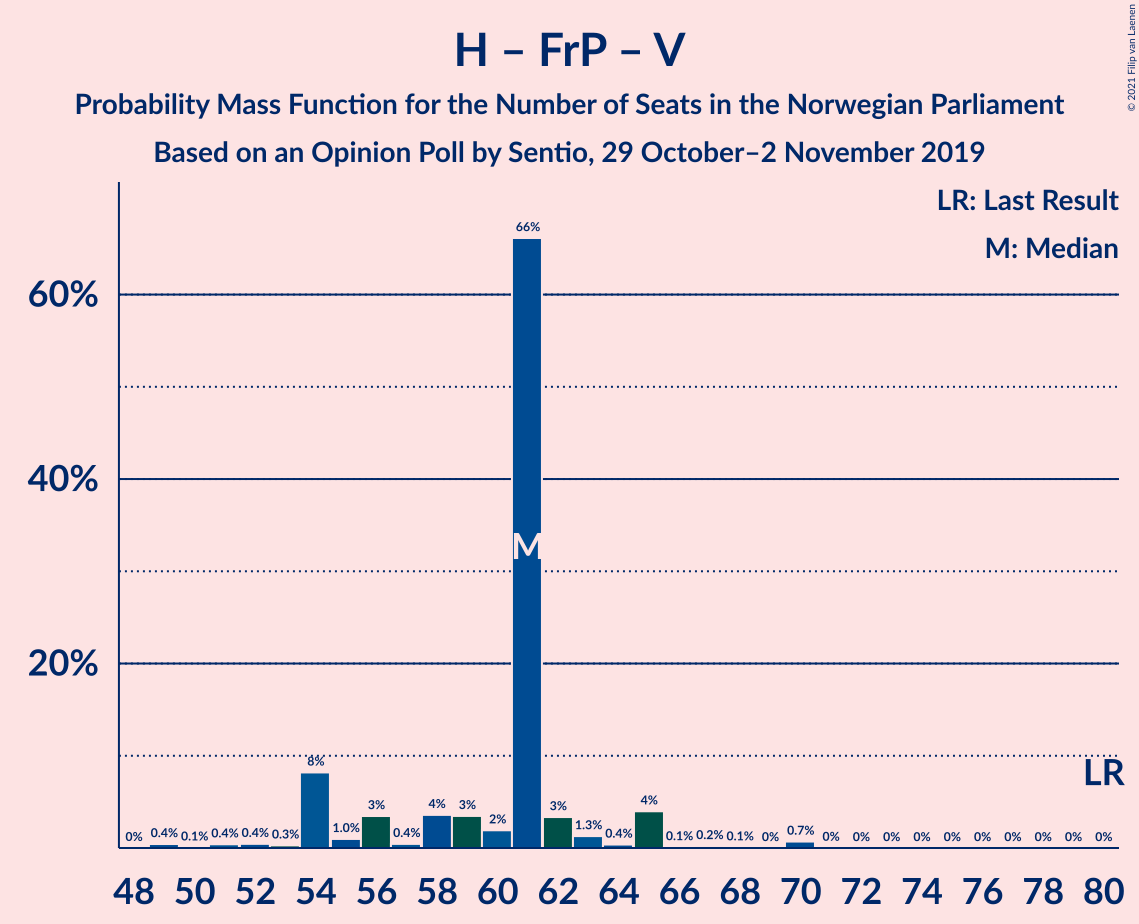 H – FrP – V
Probability Mass Function for the Number of Seats in the Norwegian Parliament
Based on an Opinion Poll by Sentio, 29 October–2 November 2019
© 2021 Filip van Laenen
LR: Last Result
M: Median
60%
40%
20%
0% 0.4% 0.1% 0.4% 0.4% 0.3% 8% 1.0% 3% 0.4% 4% 3% 2% 66% 3% 1.3% 0.4% 4% 0.1% 0.2% 0.1% 0% 0.7% 0% 0% 0% 0% 0% 0% 0% 0% 0% 0%
M
LR
48 50 52 54 56 58 60 62 64 66 68 70 72 74 76 78 80